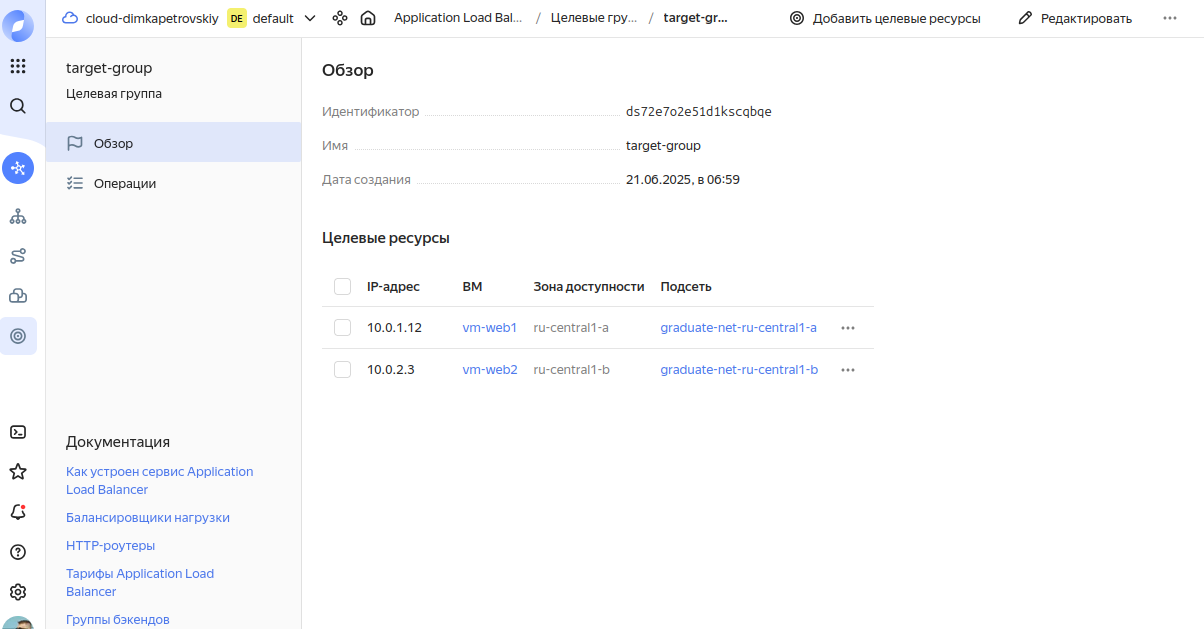 cloud-dimkapetrovskiy DE default Application Load Bal... / Целевые гру... / target-gr... Добавить целевые ресурсы Редактировать
target-group
Целевая группа
Обзор
Операции
Документация
Как устроен сервис Application
Load Balancer
Балансировщики нагрузки
HTTP-роутеры
Тарифы Application Load
Balancer
Группы бэкендов
Обзор
Идентификатор ds72e7o2e51d1kscqbqe
Имя target-group
Дата создания 21.06.2025, в 06:59
Целевые ресурсы
IP-адрес ВМ Зона доступности Подсеть
10.0.1.12 vm-web1 ru-central1-a graduate-net-ru-central1-a
10.0.2.3 vm-web2 ru-central1-b graduate-net-ru-central1-b